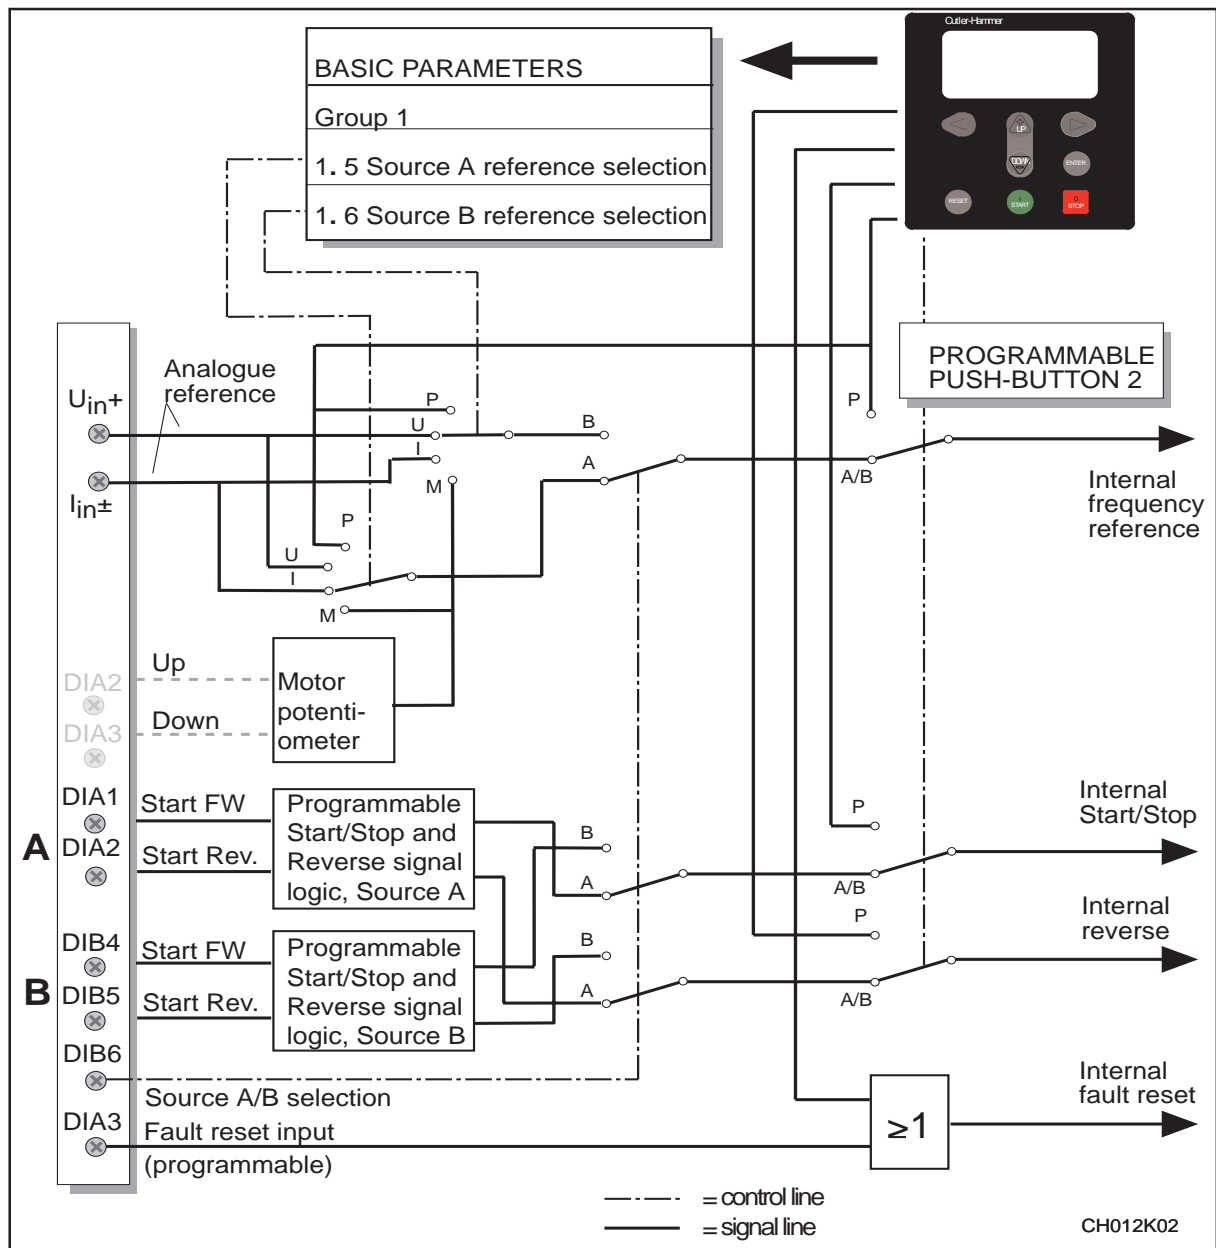 Cutler-Hammer
BASIC PARAMETERS
Group 1
1. 5 Source A reference selection
1. 6 Source B reference selection
UP
DOWN
ENTER
RESET
I
START
O
STOP
PROGRAMMABLE
PUSH-BUTTON 2
Analogue
reference
Uin+
Iin±
P
U
I
M
B
A
P
A/B
Internal
frequency
reference
P
U
I
M
DIA2
Up
DIA3
Down
Motor
potenti-
ometer
A
DIA1
Start FW
DIA2
Start Rev.
Programmable
Start/Stop and
Reverse signal
logic, Source A
B
A
P
A/B
Internal
Start/Stop
B
DIB4
Start FW
DIB5
Start Rev.
Programmable
Start/Stop and
Reverse signal
logic, Source B
B
A
P
A/B
Internal
reverse
DIB6
Source A/B selection
DIA3
Fault reset input
(programmable)
≥1
Internal
fault reset
= control line
= signal line
CH012K02